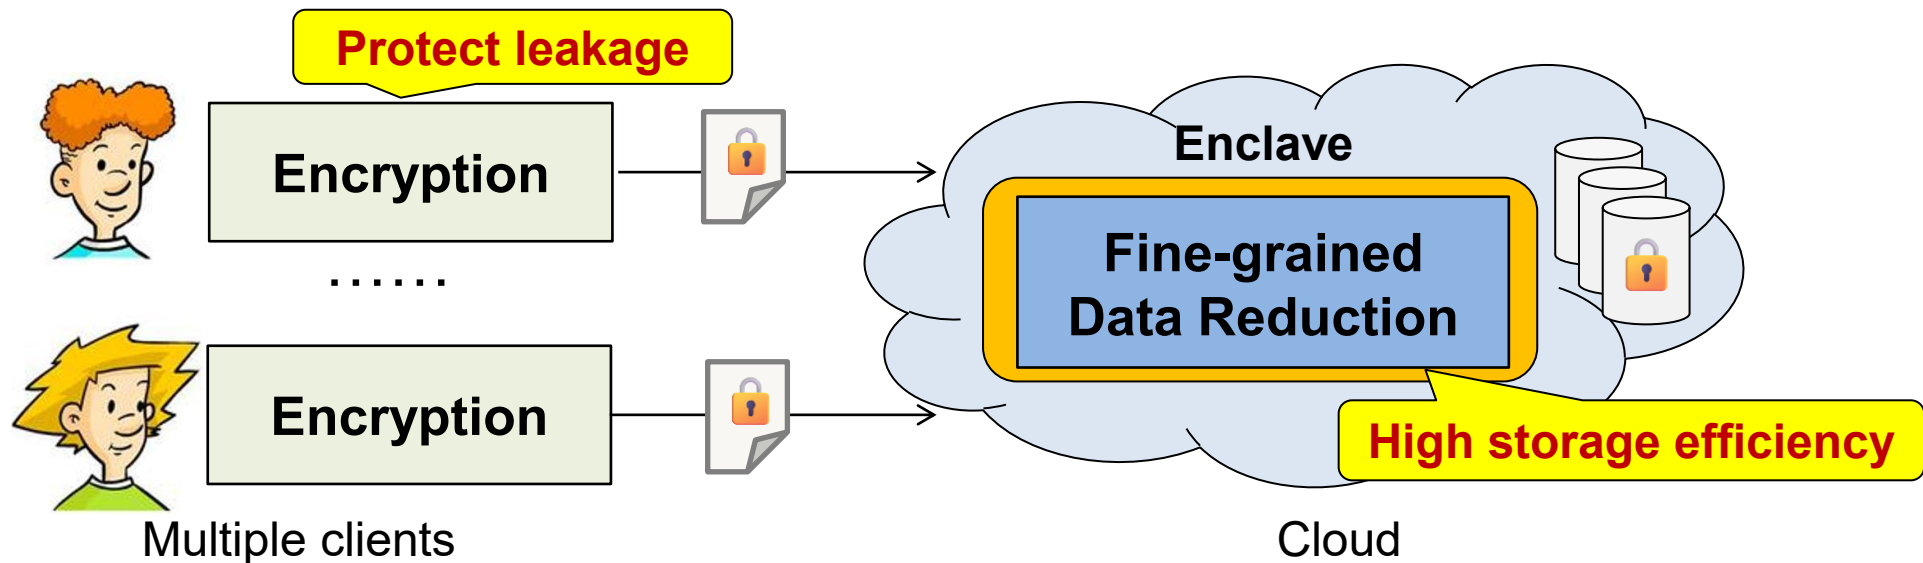 Protect leakage
Encryption
......
Encryption
Multiple clients
Enclave
Fine-grained
Data Reduction
High storage efficiency
Cloud